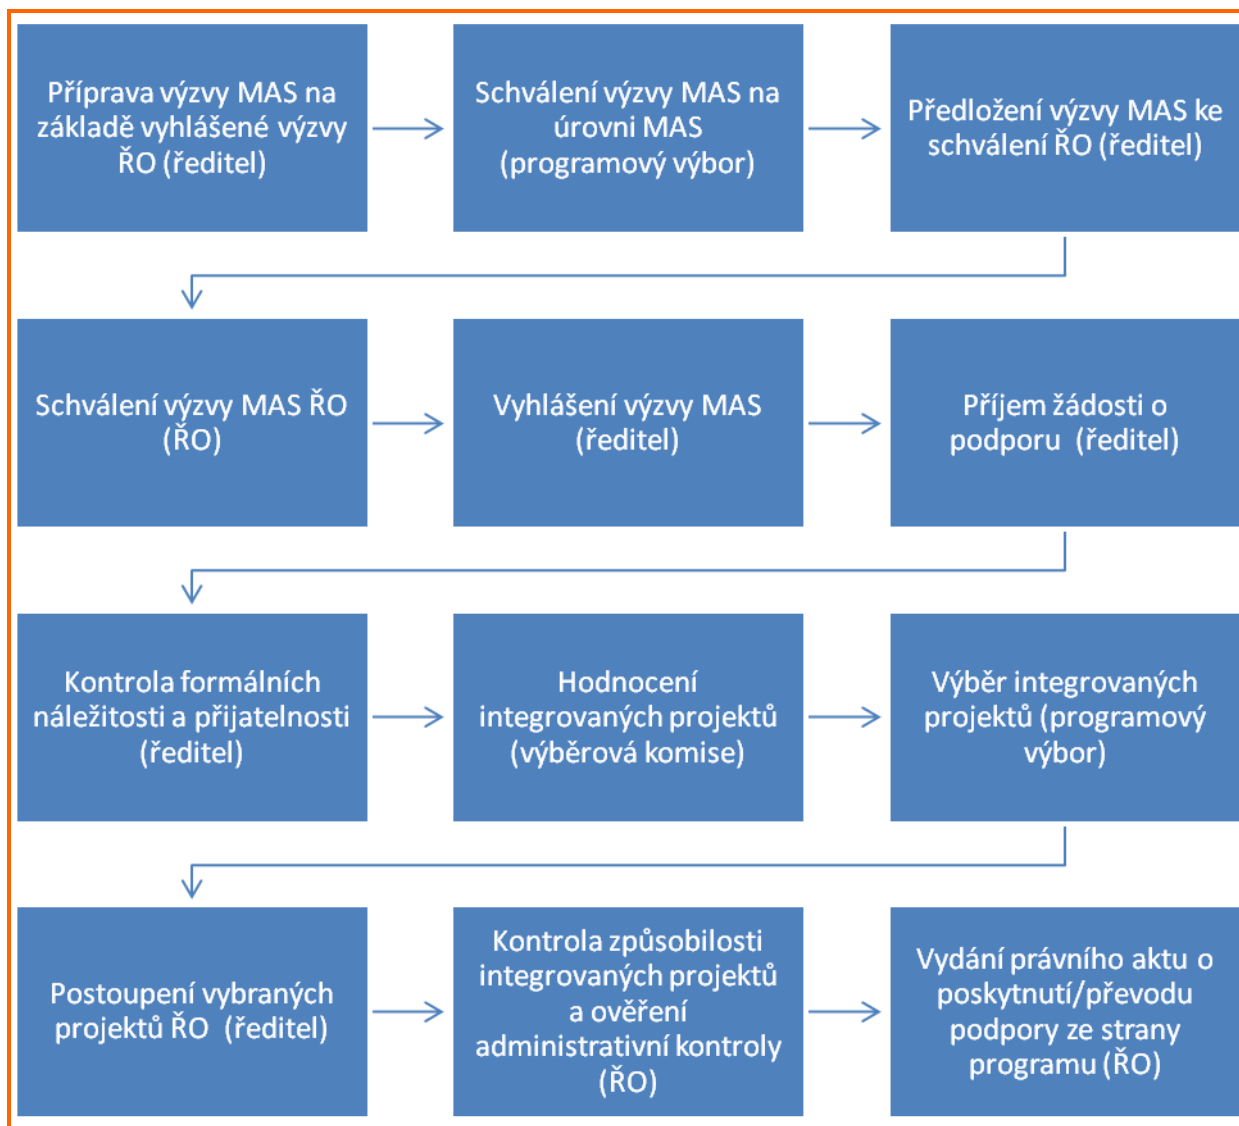 Příprava výzvy MAS na
základě vyhlášené výzvy
ŘO (ředitel)
Schválení výzvy MAS na
úrovni MAS
(programový výbor)
Předložení výzvy MAS ke
schválení ŘO (ředitel)
Schválení výzvy MAS ŘO
(ŘO)
Vyhlášení výzvy MAS
(ředitel)
Příjem žádosti o
podporu (ředitel)
Kontrola formálních
náležitosti a přijatelnosti
(ředitel)
Hodnocení
integrovaných projektů
(výběrová komise)
Výběr integrovaných
projektů (programový
výbor)
Postoupení vybraných
projektů ŘO (ředitel)
Kontrola způsobilosti
integrovaných projektů
a ověření
administrativní kontroly
(ŘO)
Vydání právního aktu o
poskytnutí/převodu
podpory ze strany
programu (ŘO)